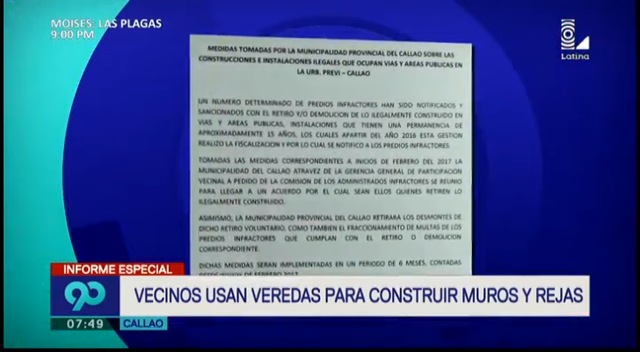 MOISES: LAS PLAGAS
9:00 PM
Latina
MEDIDAS TOMADAS POR LA MUNICIPALIDAD PROVINCIAL DEL CALLAO SOBRE LAS
CONSTRUCCIONES E INSTALACIONES ILEGALES QUE OCUPAN VIAS Y AREAS PUBLICAS EN
LA URB. PREVI – CALLAO
UN NUMERO DETERMINADO DE PREDIOS INFRACTORES HAN SIDO NOTIFICADOS Y
SANCIONADOS CON EL RETIRO Y/O DEMOLICION DE LO ILEGALMENTE CONSTRUIDO EN
VIAS Y AREAS PUBLICAS, INSTALACIONES QUE TIENEN UNA PERMANENCIA DE
APROXIMADAMENTE 15 AÑOS, LOS CUALES APARTIR DEL AÑO 2016 ESTA GESTION
REALIZO LA FISCALIZACION Y POR LO CUAL SE NOTIFICO A LOS PREDIOS INFRACTORES.
TOMADAS LAS MEDIDAS CORRESPONDIENTES A INICIOS DE FEBRERO DEL 2017 LA
MUNICIPALIDAD DEL CALLAO ATRAVEZ DE LA GERENCIA GENERAL DE PARTICIPACION
VECINAL A PEDIDO DE LA COMISION DE LOS ADMINISTRADOS INFRACTORES SE REUNIO
PARA LLEGAR A UN ACUERDO POR EL CUAL SEAN ELLOS QUIENES RETIREN LO
ILEGALMENTE CONSTRUIDO.
ASIMISMO, LA MUNICIPALIDAD PROVINCIAL DEL CALLAO RETIRARA LOS DESMONTES DE
DICHO RETIRO VOLUNTARIO, COMO TAMBIEN EL FRACCIONAMIENTO DE MULTAS DE LOS
PREDIOS INFRACTORES QUE CUMPLAN CON EL RETIRO O DEMOLICION
CORRESPONDIENTE.
DICHAS MEDIDAS SERAN IMPLEMENTADAS EN UN PERIODO DE 6 MESES, CONTADAS
FEBRERO 2017
INFORME ESPECIAL
90
VECINOS USAN VEREDAS PARA CONSTRUIR MUROS Y REJAS
07:49 CALLAO